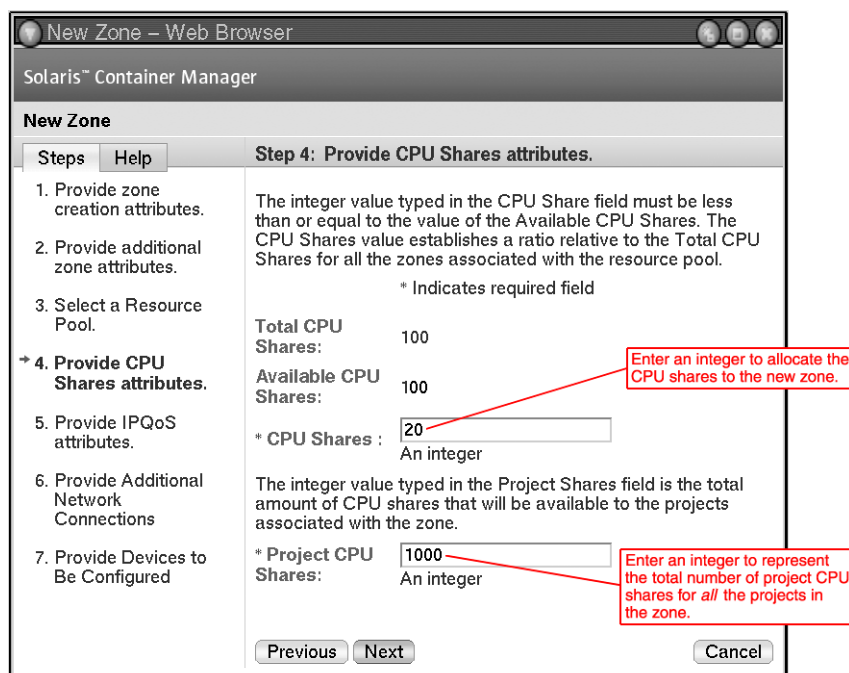 New Zone – Web Browser
Solaris™ Container Manager
New Zone
Steps
Help
1. Provide zone
creation attributes.
2. Provide additional
zone attributes.
3. Select a Resource
Pool.
4. Provide CPU
Shares attributes.
5. Provide IPQoS
attributes.
6. Provide Additional
Network
Connections
7. Provide Devices to
Be Configured
Step 4: Provide CPU Shares attributes.
The integer value typed in the CPU Share field must be less
than or equal to the value of the Available CPU Shares. The
CPU Shares value establishes a ratio relative to the Total CPU
Shares for all the zones associated with the resource pool.
* Indicates required field
Total CPU
Shares:
100
Available CPU
Shares:
100
* CPU Shares :
20
An integer
Enter an integer to allocate the
CPU shares to the new zone.
The integer value typed in the Project Shares field is the total
amount of CPU shares that will be available to the projects
associated with the zone.
* Project CPU
Shares:
1000
An integer
Enter an integer to represent
the total number of project CPU
shares for all the projects in
the zone.
Previous
Next
Cancel